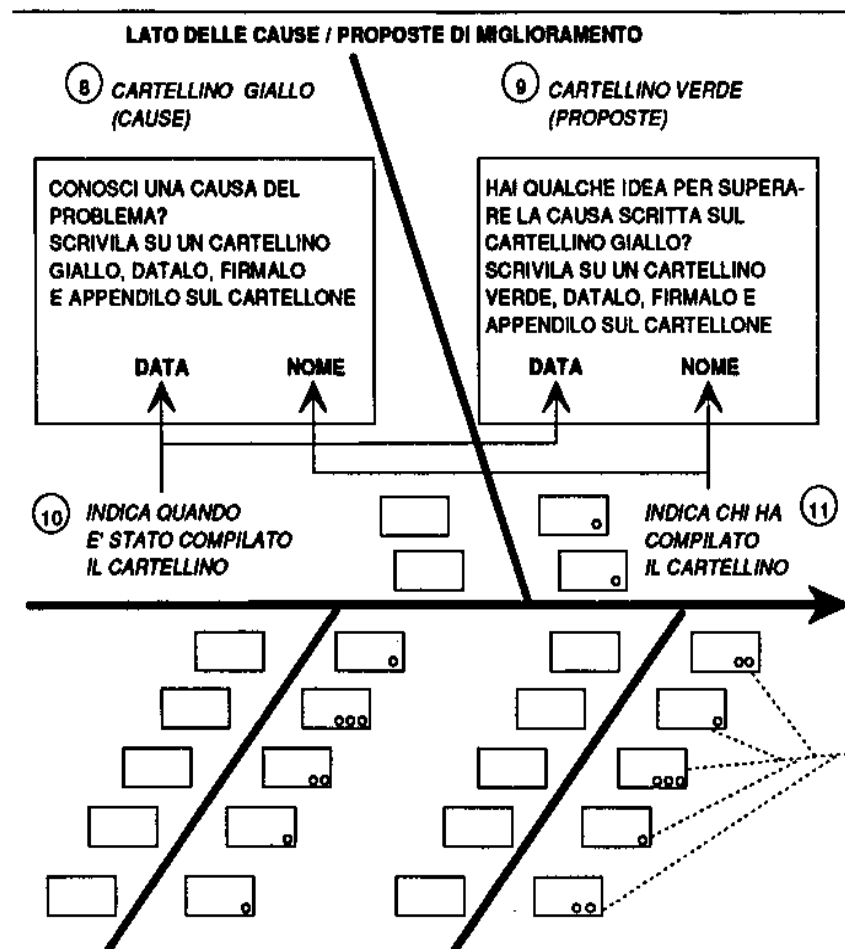 LATO DELLE CAUSE / PROPOSTE DI MIGLIORAMENTO
8 CARTELLINO GIALLO
(CAUSE)
9 CARTELLINO VERDE
(PROPOSTE)
CONOSCI UNA CAUSA DEL
PROBLEMA?
SCRIVILA SU UN CARTELLINO
GIALLO, DATALO, FIRMALO
E APPENDILO SUL CARTELLONE
DATA NOME
HAI QUALCHE IDEA PER SUPERA-
RE LA CAUSA SCRITTA SUL
CARTELLINO GIALLO?
SCRIVILA SU UN CARTELLINO
VERDE, DATALO, FIRMALO E
APPENDILO SUL CARTELLONE
DATA NOME
10 INDICA QUANDO
E' STATO COMPILATO
IL CARTELLINO
INDICA CHI HA 11
COMPILATO
IL CARTELLINO